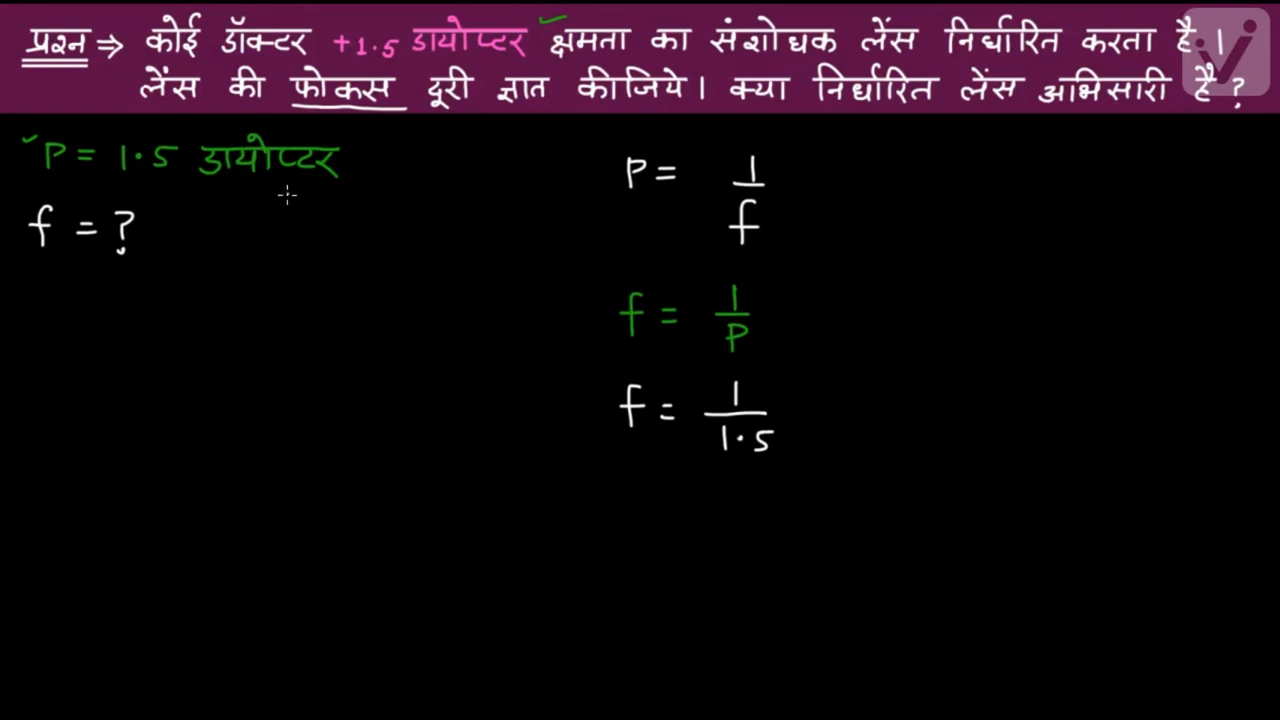 प्रश्न ⇒ कोई डॉक्टर +1.5 डायोप्टर क्षमता का संशोधक लेंस निर्धारित करता है।
लेंस की फोकस दूरी ज्ञात कीजिये। क्या निर्धारित लेंस अभिसारी है?
P = 1.5 डायोप्टर
f = ?
P = 1/f
f = 1/P
f = 1/1.5